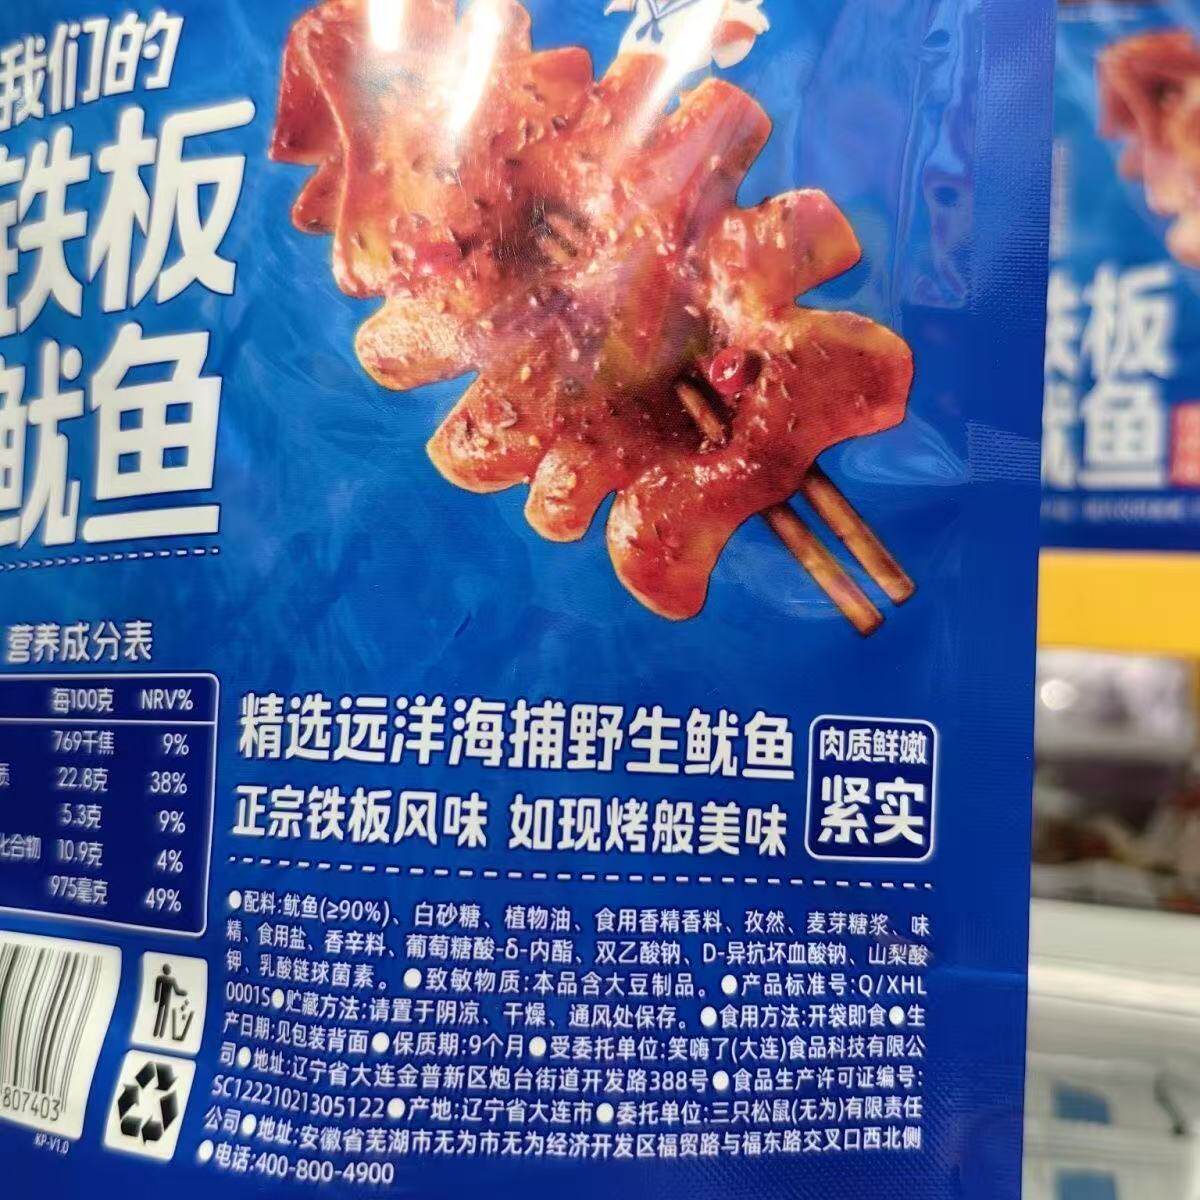 我们的
铁板
鱿鱼
铁板
鱿鱼
营养成分表
每100克 NRV%
769千焦 9%
质 22.8克 38%
5.3克 9%
化合物 10.9克 4%
975毫克 49%
精选远洋海捕野生鱿鱼
正宗铁板风味 如现烤般美味
肉质鲜嫩
紧实
●配料:鱿鱼(≥90%)、白砂糖、植物油、食用香精香料、孜然、麦芽糖浆、味
精、食用盐、香辛料、葡萄糖酸-δ-内酯、双乙酸钠、D-异抗坏血酸钠、山梨酸
钾、乳酸链球菌素。●致敏物质:本品含大豆制品。●产品标准号:Q/XHL
0001S●贮藏方法:请置于阴凉、干燥、通风处保存。●食用方法:开袋即食●生
产日期:见包装背面●保质期:9个月●受委托单位:笑嗨了(大连)食品科技有限公
司●地址:辽宁省大连金普新区炮台街道开发路388号●食品生产许可证编号:
SC12221021305122●产地:辽宁省大连市●委托单位:三只松鼠(无为)有限责任
公司●地址:安徽省芜湖市无为市无为经济开发区福贸路与福东路交叉口西北侧
●电话:400-800-4900
807403
KP-V1.0